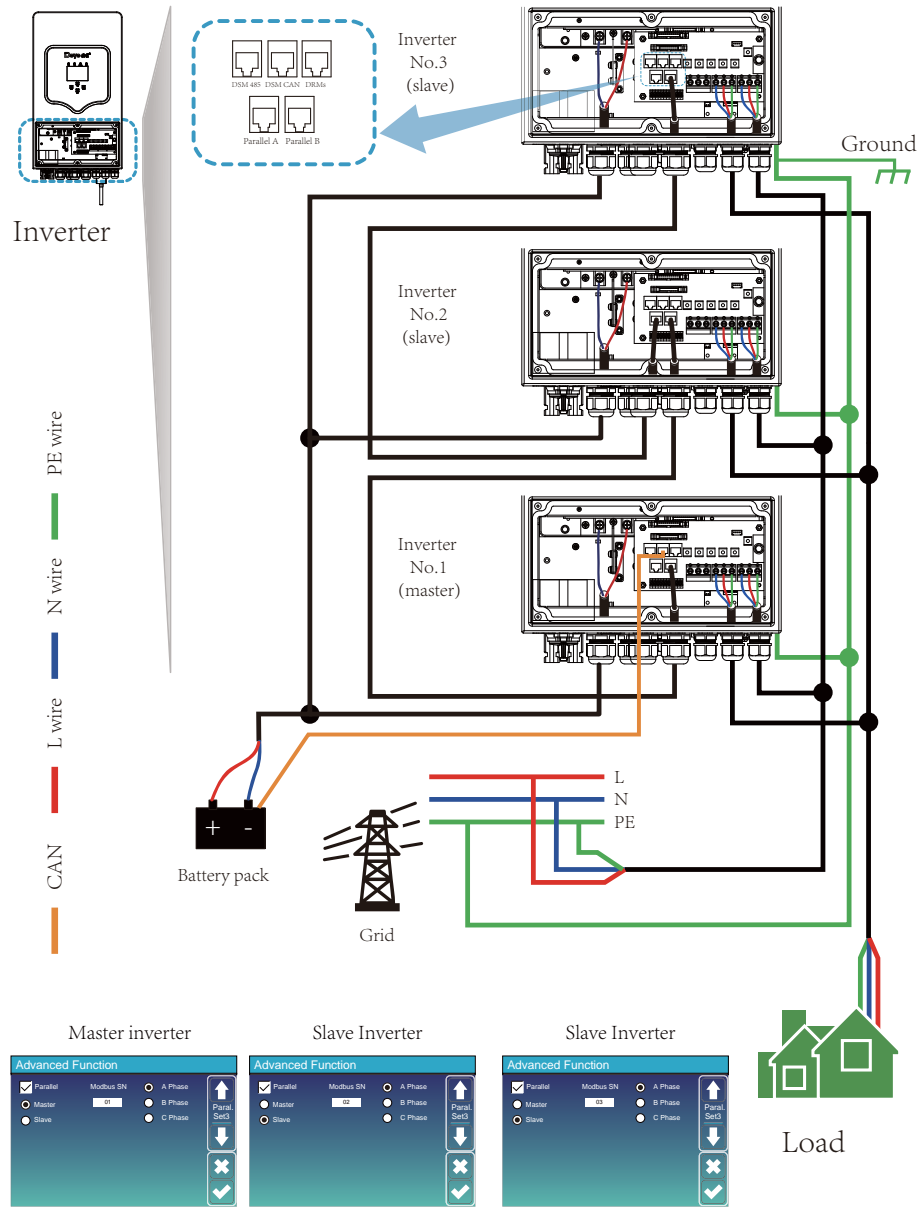 Deye
Inverter
DSM 485 DSM CAN DRMs
Parallel A Parallel B
Inverter
No.3
(slave)
Ground
Inverter
No.2
(slave)
Inverter
No.1
(master)
PE wire
N wire
L wire
CAN
+ -
Battery pack
L
N
PE
Grid
Load
Master inverter
Advanced Function
Parallel Modbus SN A Phase
Master 01 B Phase
Slave C Phase
Paral.
Set3
Slave Inverter
Advanced Function
Parallel Modbus SN A Phase
Master 02 B Phase
Slave C Phase
Paral.
Set3
Slave Inverter
Advanced Function
Parallel Modbus SN A Phase
Master 03 B Phase
Slave C Phase
Paral.
Set3